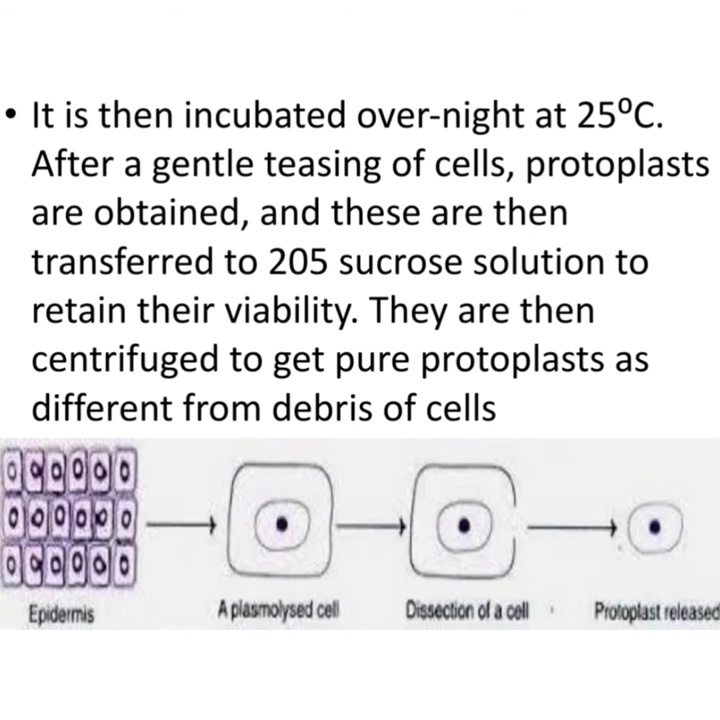 • It is then incubated over-night at 25⁰C.
After a gentle teasing of cells, protoplasts
are obtained, and these are then
transferred to 205 sucrose solution to
retain their viability. They are then
centrifuged to get pure protoplasts as
different from debris of cells
Epidermis
A plasmolysed cell
Dissection of a cell
Protoplast released